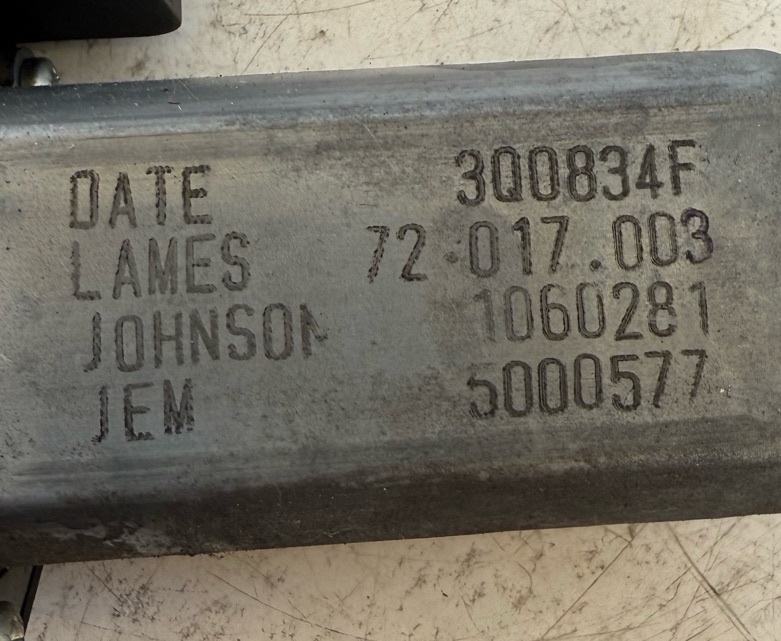 DATE 3Q0834F
LAMES 72.017.003
JOHNSON 1060281
JEM 5000577